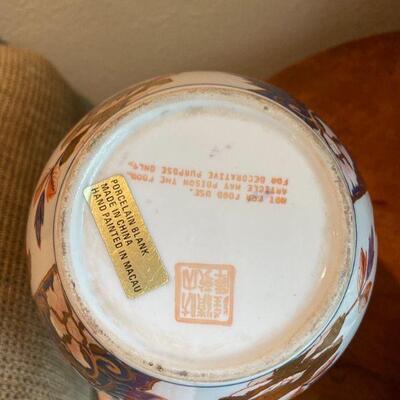 NOT FOR FOOD USE.
ARTICLE MAY POISON THE FOOD.
FOR DECORATIVE PURPOSE ONLY.
PORCELAIN BLANK
MADE IN CHINA
HAND PAINTED IN MACAU